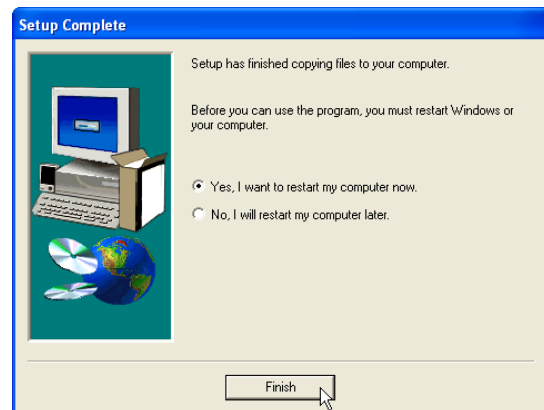 Setup Complete
Setup has finished copying files to your computer.
Before you can use the program, you must restart Windows or
your computer.
Yes, I want to restart my computer now.
No, I will restart my computer later.
Finish